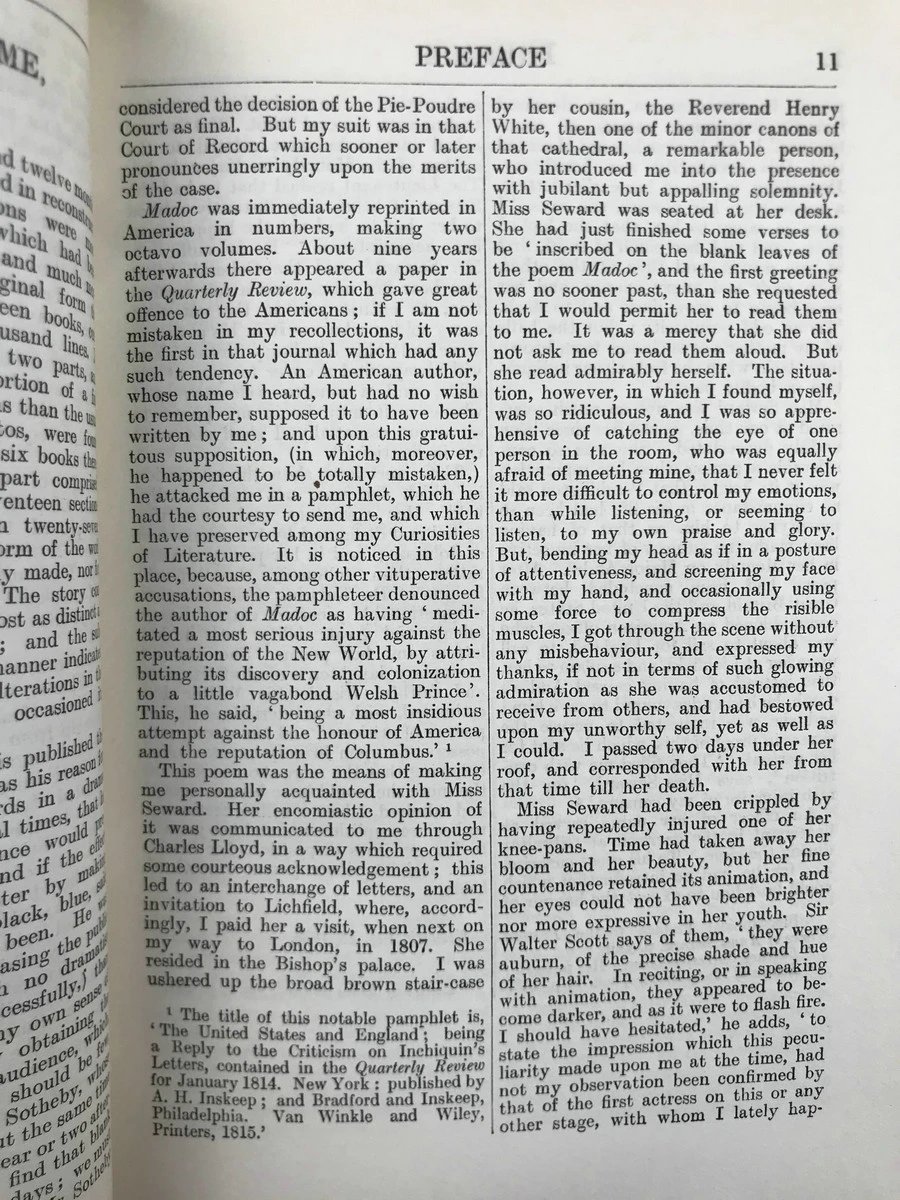 ME,
PREFACE 11
considered the decision of the Pie-Poudre
Court as final. But my suit was in that
Court of Record which sooner or later
pronounces unerringly upon the merits
of the case.
Madoc was immediately reprinted in
America in numbers, making two
octavo volumes. About nine years
afterwards there appeared a paper in
the Quarterly Review, which gave great
offence to the Americans; if I am not
mistaken in my recollections, it was
the first in that journal which had any
such tendency. An American author,
whose name I heard, but had no wish
to remember, supposed it to have been
written by me; and upon this gratui-
tous supposition, (in which, moreover,
he happened to be totally mistaken,)
he attacked me in a pamphlet, which he
had the courtesy to send me, and which
I have preserved among my Curiosities
of Literature. It is noticed in this
place, because, among other vituperative
accusations, the pamphleteer denounced
the author of Madoc as having ‘medi-
tated a most serious injury against the
reputation of the New World, by attri-
buting its discovery and colonization
to a little vagabond Welsh Prince’.
This, he said, ‘being a most insidious
attempt against the honour of America
and the reputation of Columbus.’ ¹
This poem was the means of making
me personally acquainted with Miss
Seward. Her encomiastic opinion of
it was communicated to me through
Charles Lloyd, in a way which required
some courteous acknowledgement; this
led to an interchange of letters, and an
invitation to Lichfield, where, accord-
ingly, I paid her a visit, when next on
my way to London, in 1807. She
resided in the Bishop’s palace. I was
ushered up the broad brown stair-case
¹ The title of this notable pamphlet is,
‘The United States and England; being
a Reply to the Criticism on Inchiquin’s
Letters, contained in the Quarterly Review
for January 1814. New York: published by
A. H. Inskeep; and Bradford and Inskeep,
Philadelphia. Van Winkle and Wiley,
Printers, 1815.’
by her cousin, the Reverend Henry
White, then one of the minor canons of
that cathedral, a remarkable person,
who introduced me into the presence
with jubilant but appalling solemnity.
Miss Seward was seated at her desk.
She had just finished some verses to
be ‘inscribed on the blank leaves of
the poem Madoc’, and the first greeting
was no sooner past, than she requested
that I would permit her to read them
to me. It was a mercy that she did
not ask me to read them aloud. But
she read admirably herself. The situa-
tion, however, in which I found myself,
was so ridiculous, and I was so appre-
hensive of catching the eye of one
person in the room, who was equally
afraid of meeting mine, that I never felt
it more difficult to control my emotions,
than while listening, or seeming to
listen, to my own praise and glory.
But, bending my head as if in a posture
of attentiveness, and screening my face
with my hand, and occasionally using
some force to compress the risible
muscles, I got through the scene without
any misbehaviour, and expressed my
thanks, if not in terms of such glowing
admiration as she was accustomed to
receive from others, and had bestowed
upon my unworthy self, yet as well as
I could. I passed two days under her
roof, and corresponded with her from
that time till her death.
Miss Seward had been crippled by
having repeatedly injured one of her
knee-pans. Time had taken away her
bloom and her beauty, but her fine
countenance retained its animation, and
her eyes could not have been brighter
nor more expressive in her youth. Sir
Walter Scott says of them, ‘they were
auburn, of the precise shade and hue
of her hair. In reciting, or in speaking
with animation, they appeared to be-
come darker, and as it were to flash fire.
I should have hesitated,’ he adds, ‘to
state the impression which this pecu-
liarity made upon me at the time, had
not my observation been confirmed by
that of the first actress on this or any
other stage, with whom I lately hap-